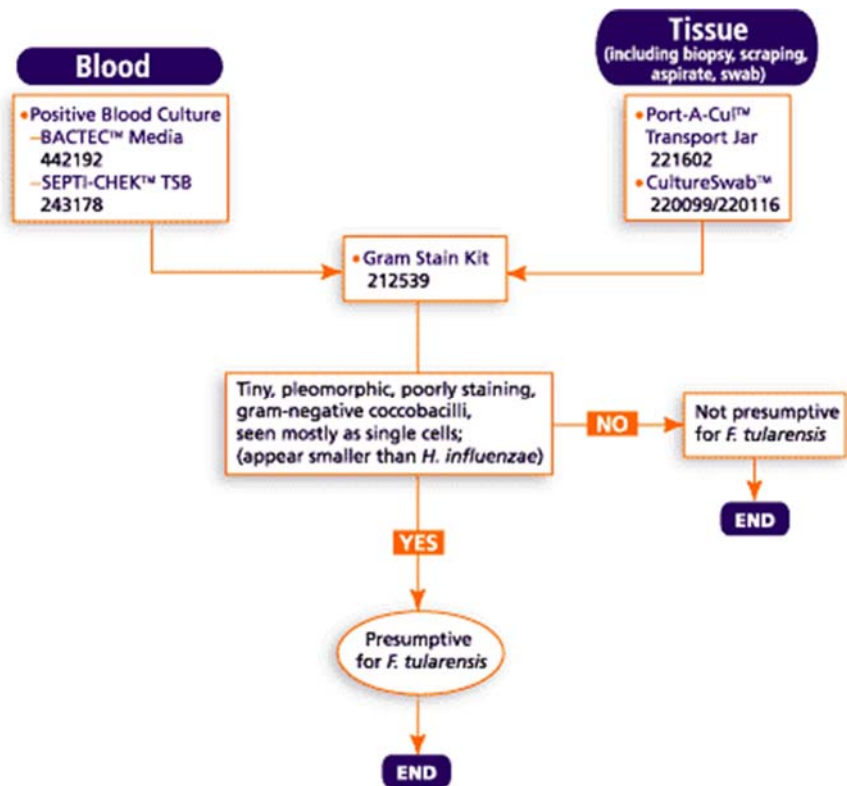 Blood
•Positive Blood Culture
–BACTEC™ Media
442192
–SEPTI-CHEK™ TSB
243178
Tissue
(including biopsy, scraping,
aspirate, swab)
•Port-A-Cul™
Transport Jar
221602
•CultureSwab™
220099/220116
•Gram Stain Kit
212539
Tiny, pleomorphic, poorly staining,
gram-negative coccobacilli,
seen mostly as single cells;
(appear smaller than H. influenzae)
NO
Not presumptive
for F. tularensis
END
YES
Presumptive
for F. tularensis
END